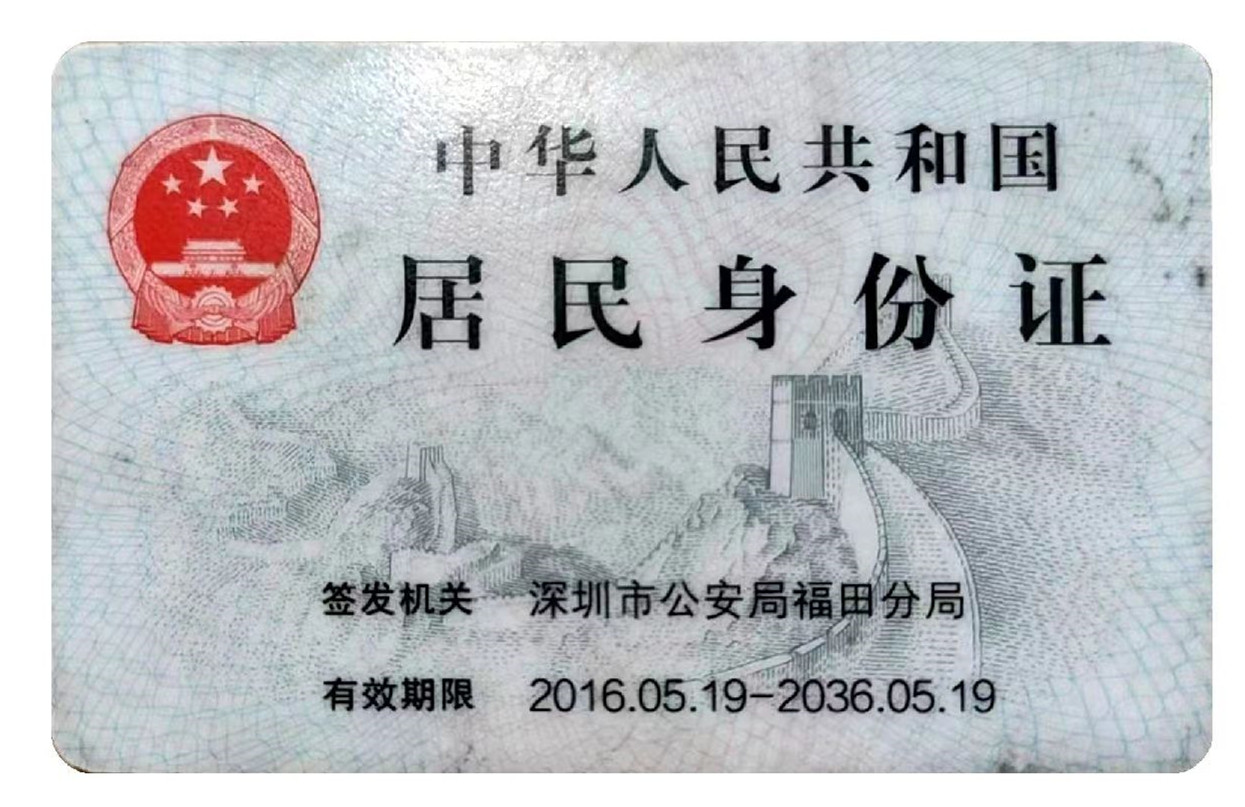 中华人民共和国
居民身份证
签发机关 深圳市公安局福田分局
有效期限 2016.05.19-2036.05.19